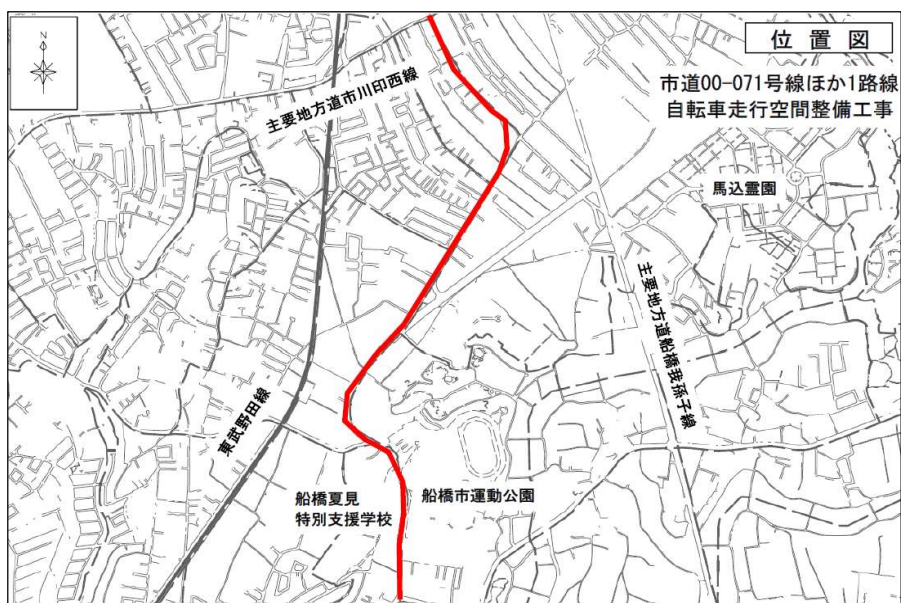 位置図
市道00-071号線ほか1路線
自転車走行空間整備工事
主要地方道市川印西線
馬込霊園
主要地方道船橋我孫子線
東武野田線
船橋夏見
特別支援学校
船橋市運動公園